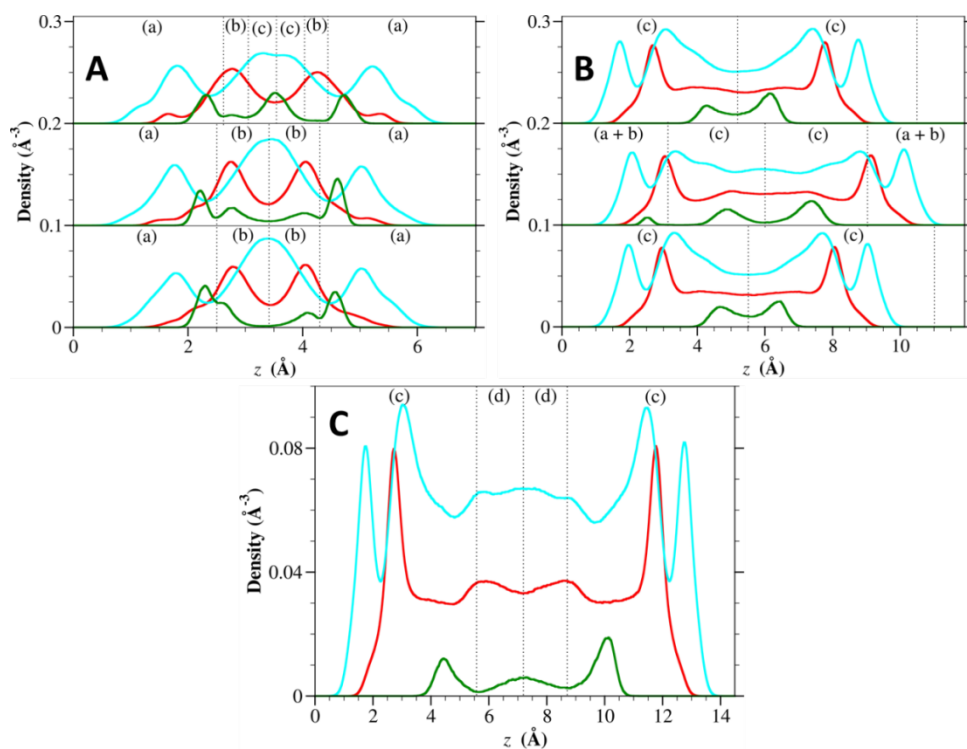 (a) (b) (c) (c) (b) (a)
A
0.3
0.2
(a) (b) (b) (a)
0.1
(a) (b) (b) (a)
0
Density (Å⁻³)
0 2 4 6
z (Å)
(c) (c)
B
0.3
0.2
(a + b) (c) (c) (a + b)
0.1
(c) (c)
0
Density (Å⁻³)
0 2 4 6 8 10
z (Å)
(c) (d) (d) (c)
C
0.08
0.04
0
Density (Å⁻³)
0 2 4 6 8 10 12 14
z (Å)